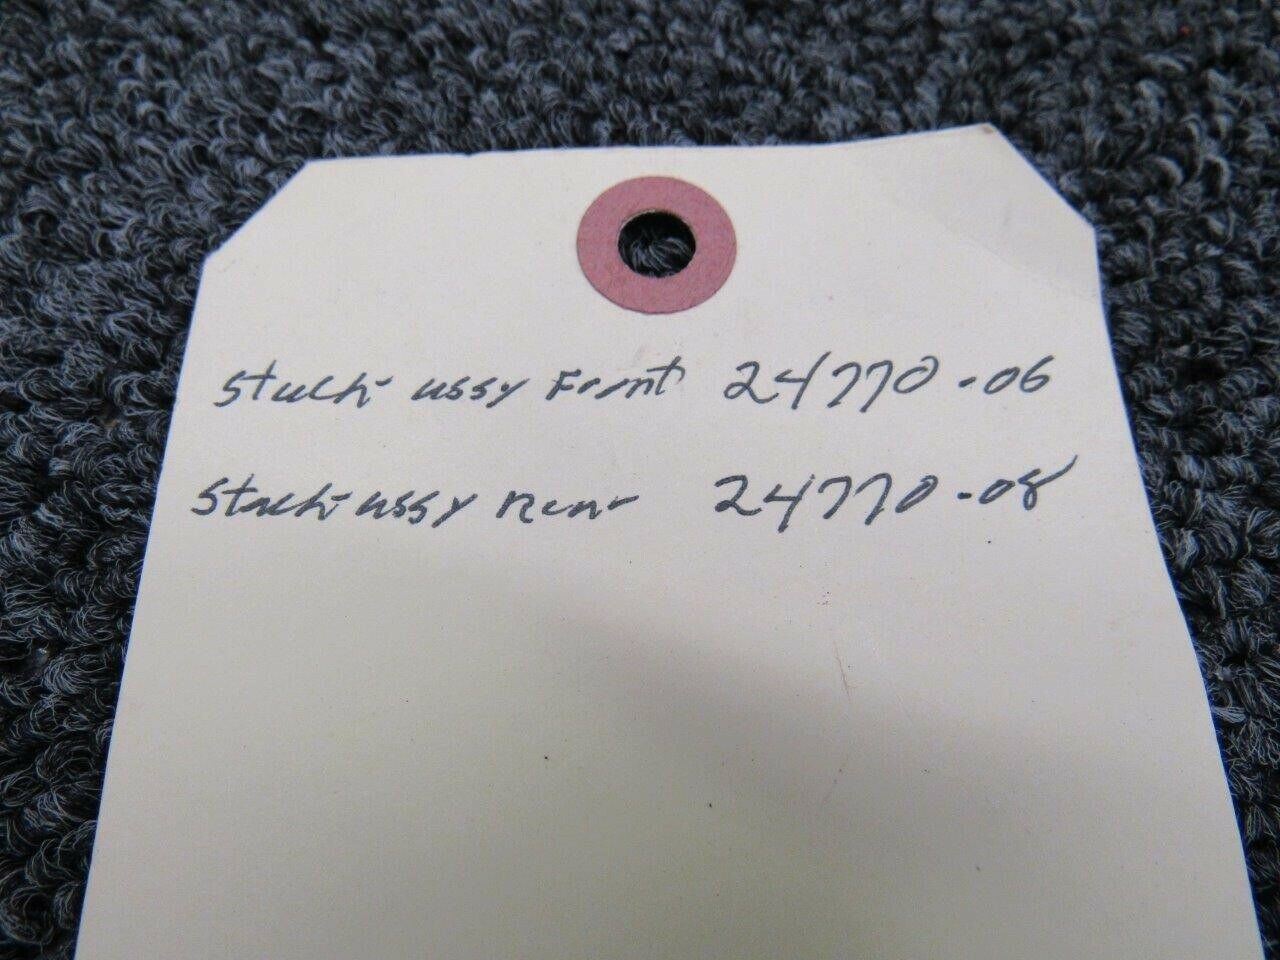 Stack assy Front 24770-06
Stack assy Rear 24770-08